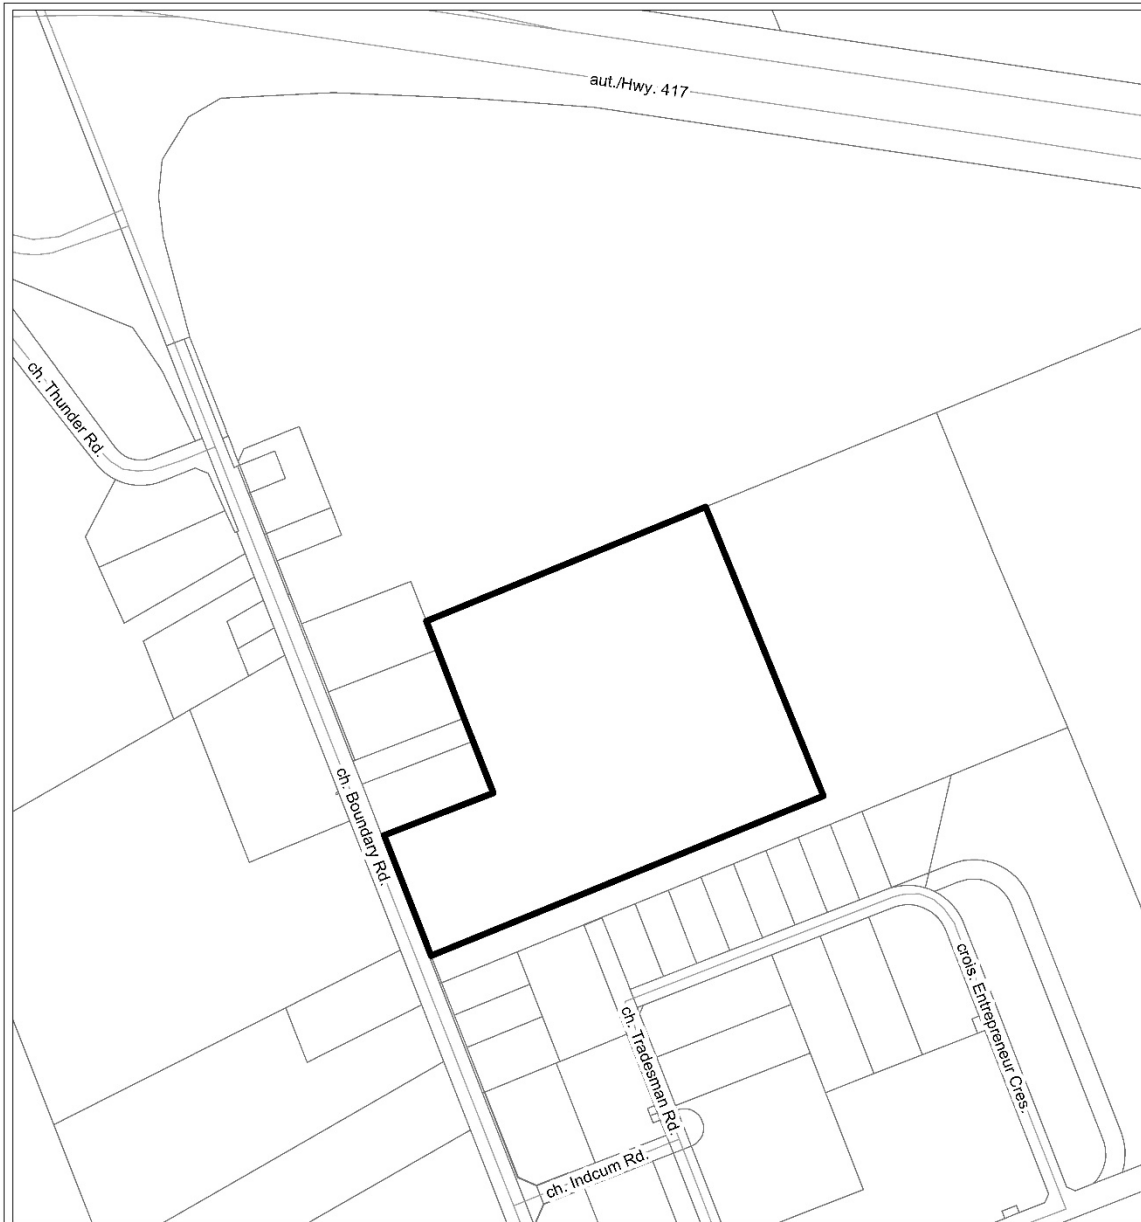 aut./Hwy. 417
ch. Thunder Rd.
ch. Boundary Rd.
crois. Entrepreneur Cres.
ch. Tradesman Rd.
ch. Indcum Rd.